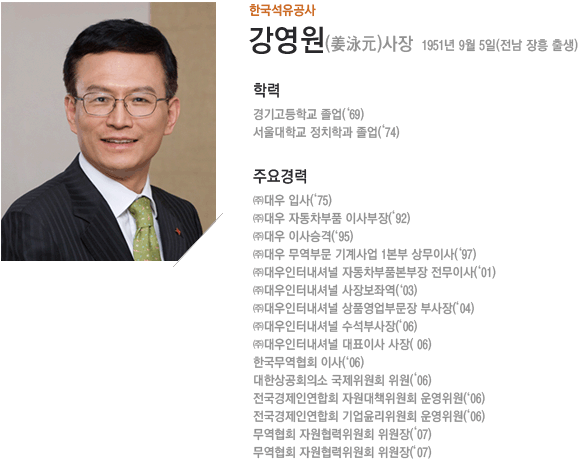 한국석유공사
강영원(姜泳元)사장 1951년 9월 5일(전남 장흥 출생)
학력
경기고등학교 졸업(‘69)
서울대학교 정치학과 졸업(‘74)
주요경력
㈜대우 입사(‘75)
㈜대우 자동차부품 이사부장(‘92)
㈜대우 이사승격(‘95)
㈜대우 무역부문 기계사업 1본부 상무이사(‘97)
㈜대우인터내셔널 자동차부품본부장 전무이사(‘01)
㈜대우인터내셔널 사장보좌역(‘03)
㈜대우인터내셔널 상품영업부문장 부사장(‘04)
㈜대우인터내셔널 수석부사장(‘06)
㈜대우인터내셔널 대표이사 사장( 06)
한국무역협회 이사(‘06)
대한상공회의소 국제위원회 위원(‘06)
전국경제인연합회 자원대책위원회 운영위원(‘06)
전국경제인연합회 기업윤리위원회 운영위원(‘06)
무역협회 자원협력위원회 위원장(‘07)
무역협회 자원협력위원회 위원장(‘07)